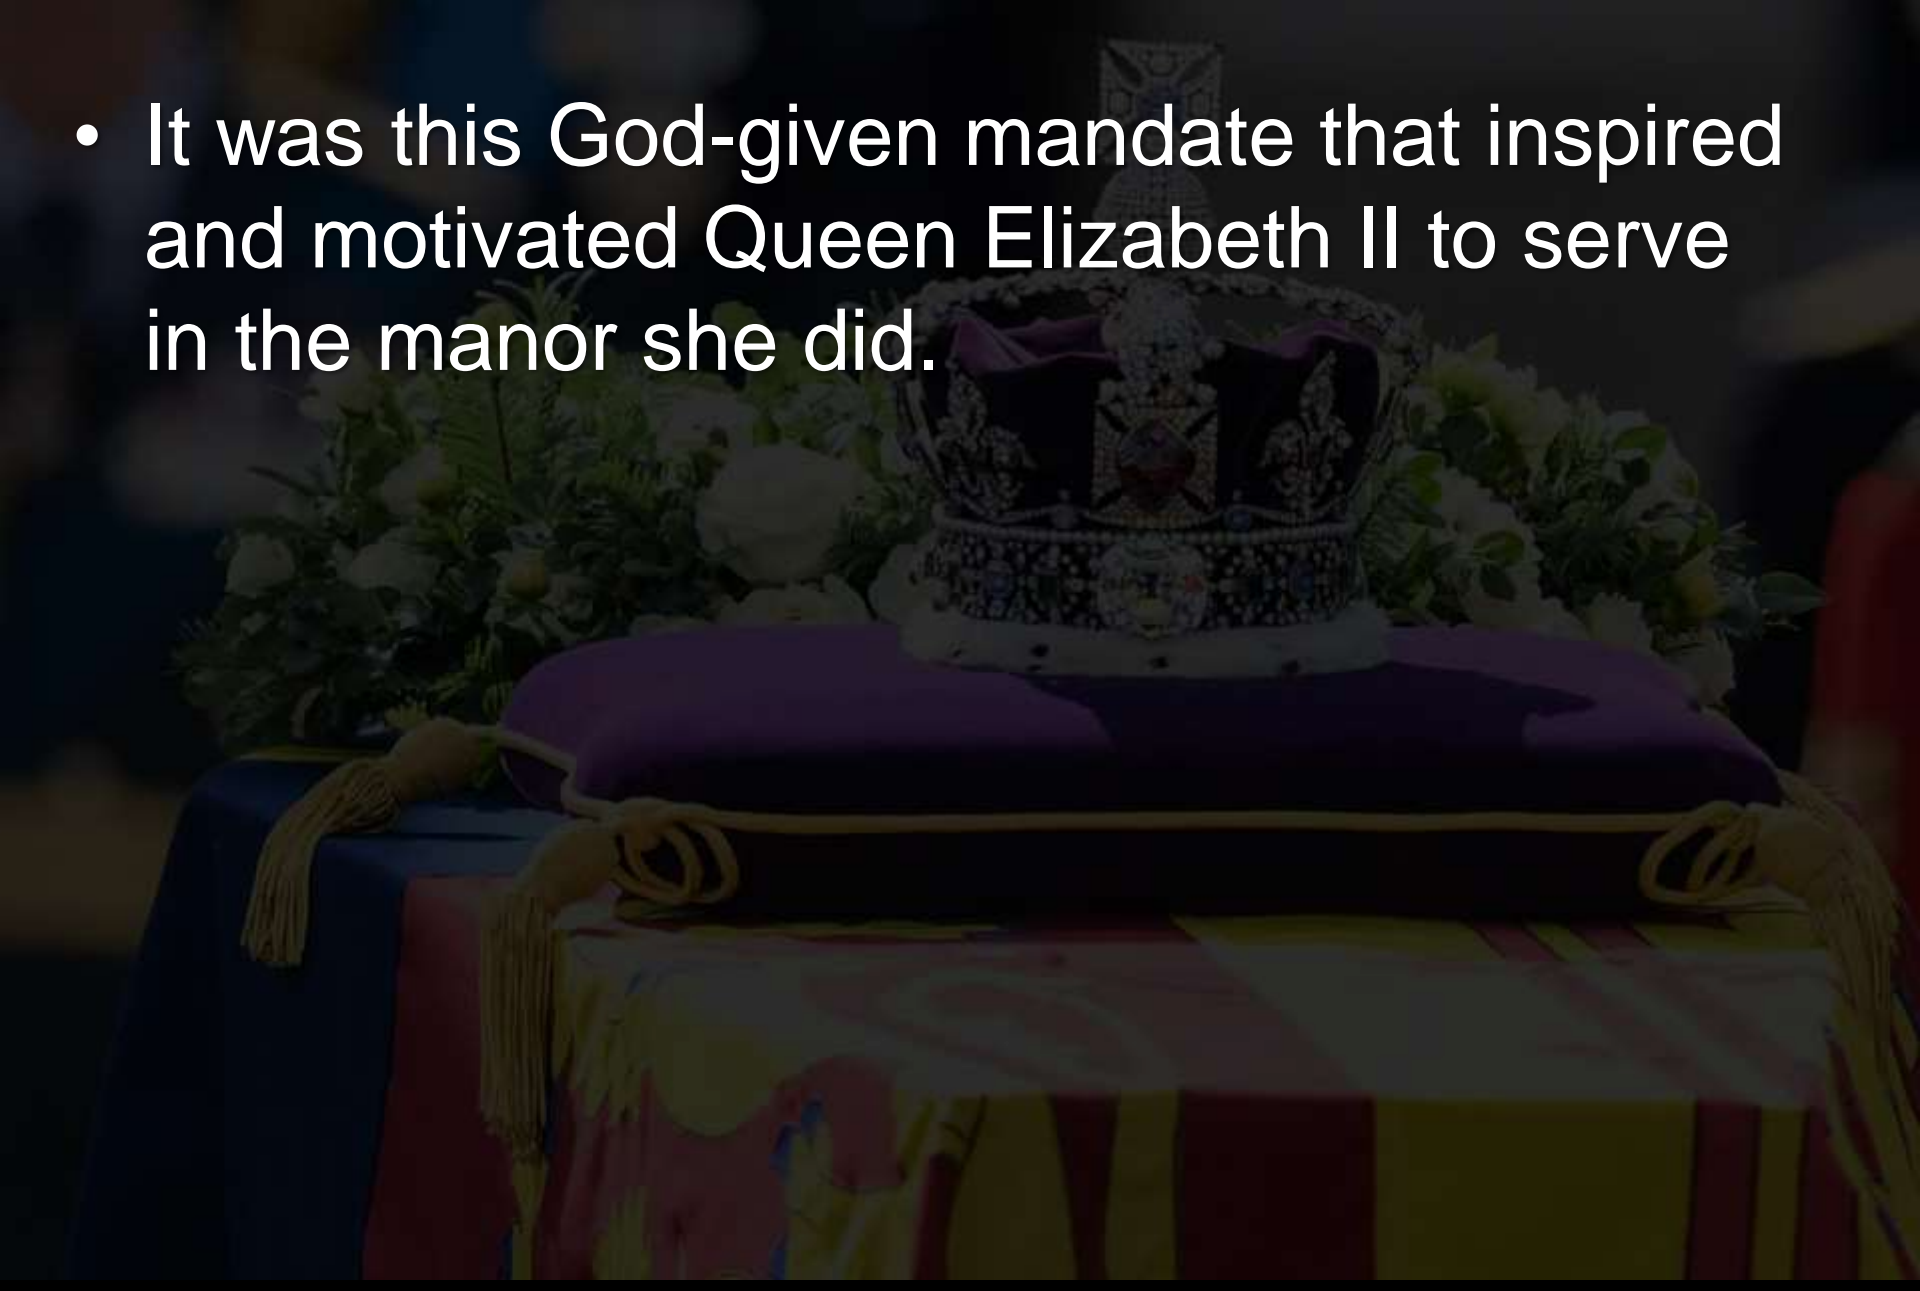 • It was this God-given mandate that inspired
and motivated Queen Elizabeth II to serve
in the manor she did.